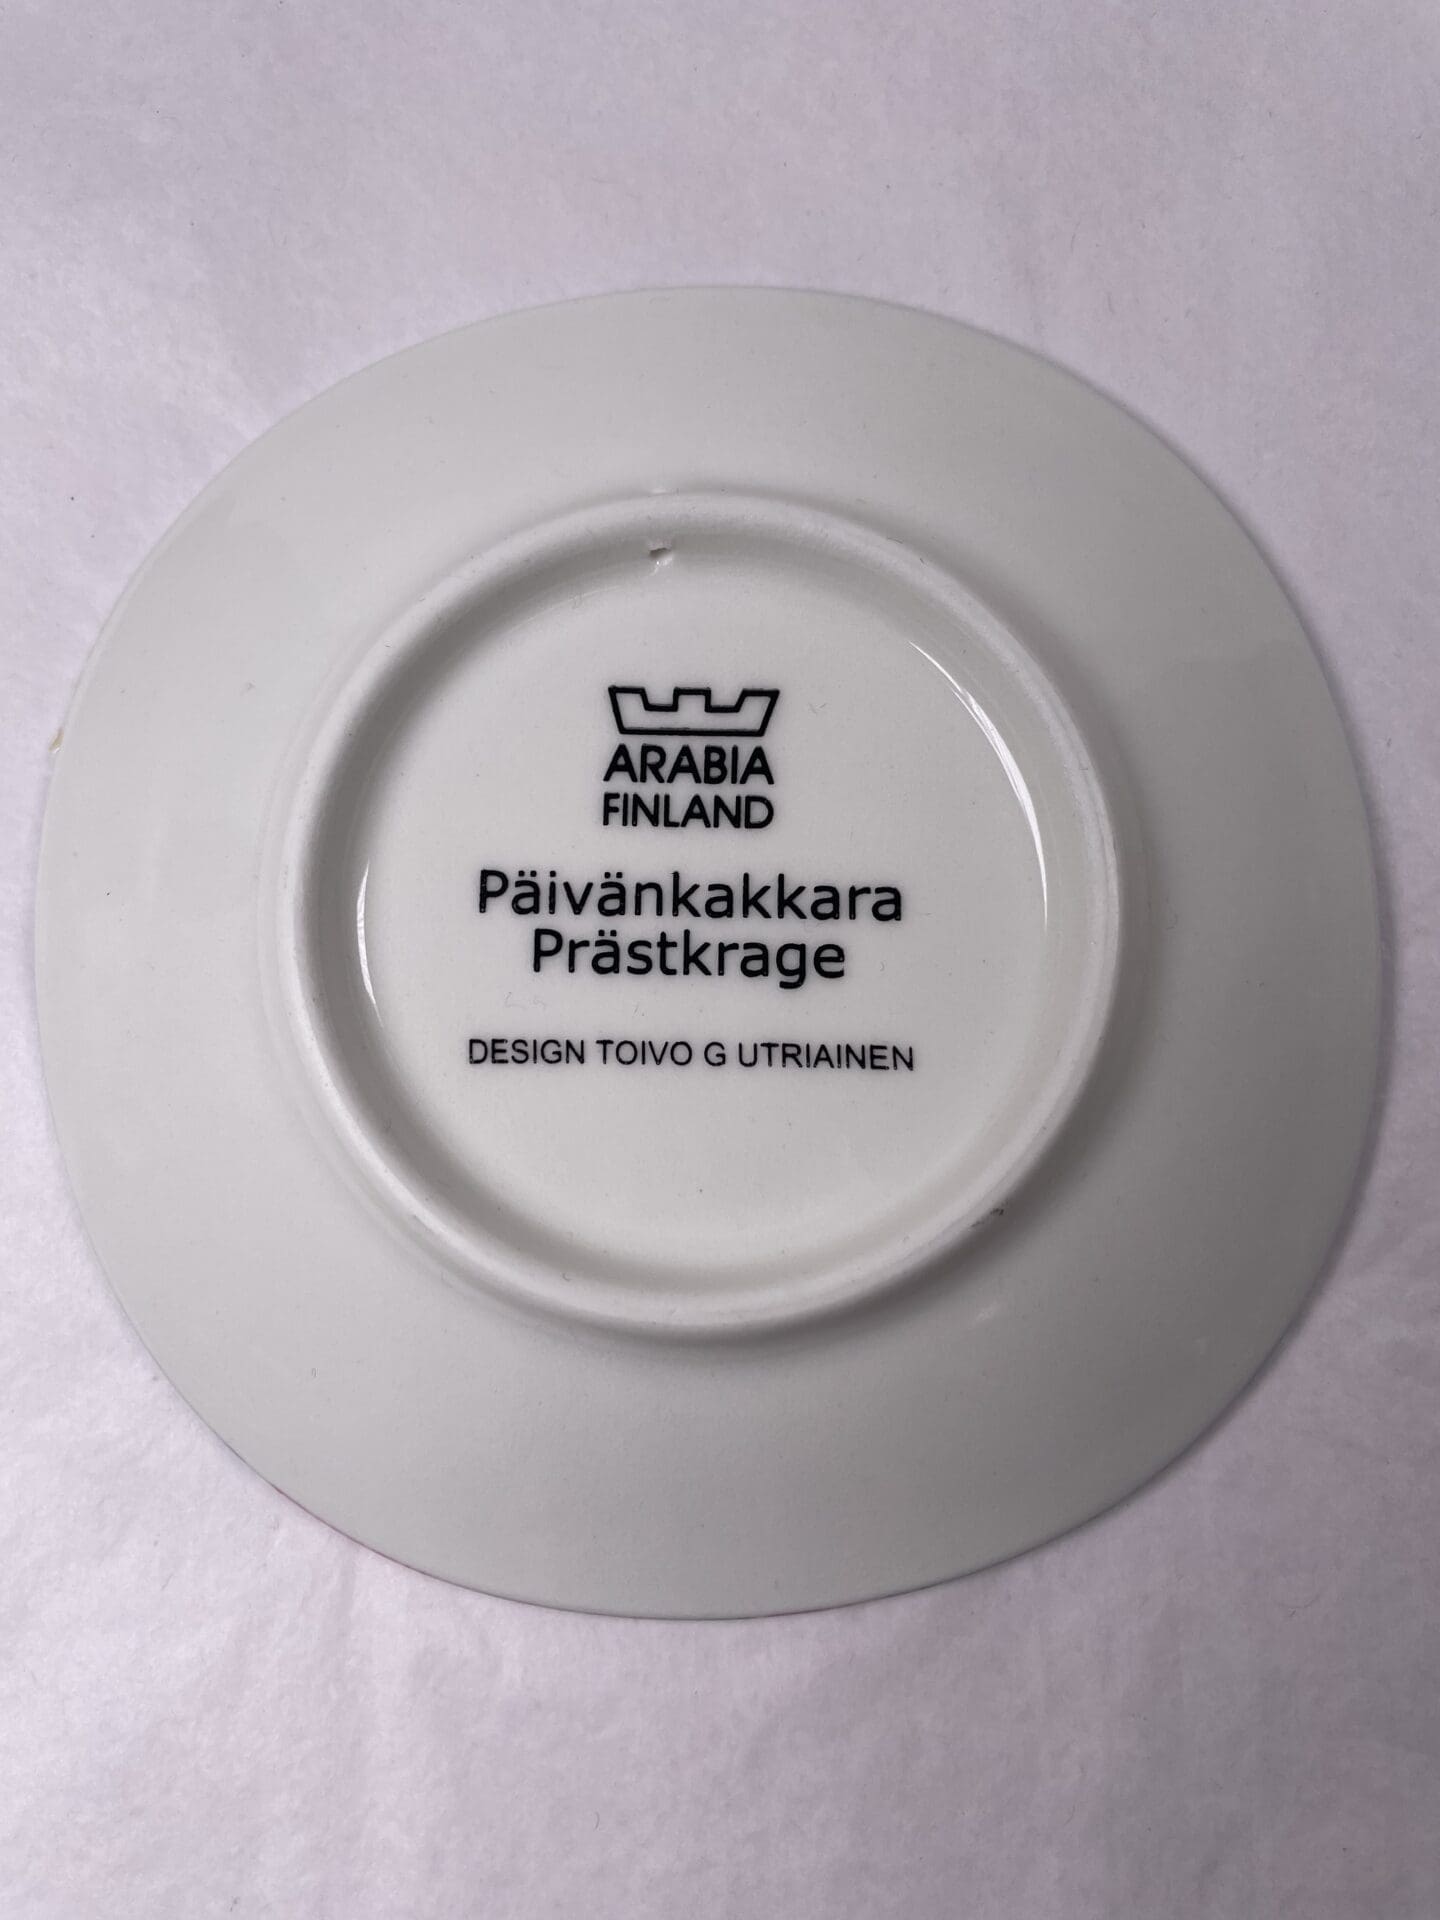 ARABIA
FINLAND
Päivänkakkara
Prästkrage
DESIGN TOIVO G UTRIAINEN